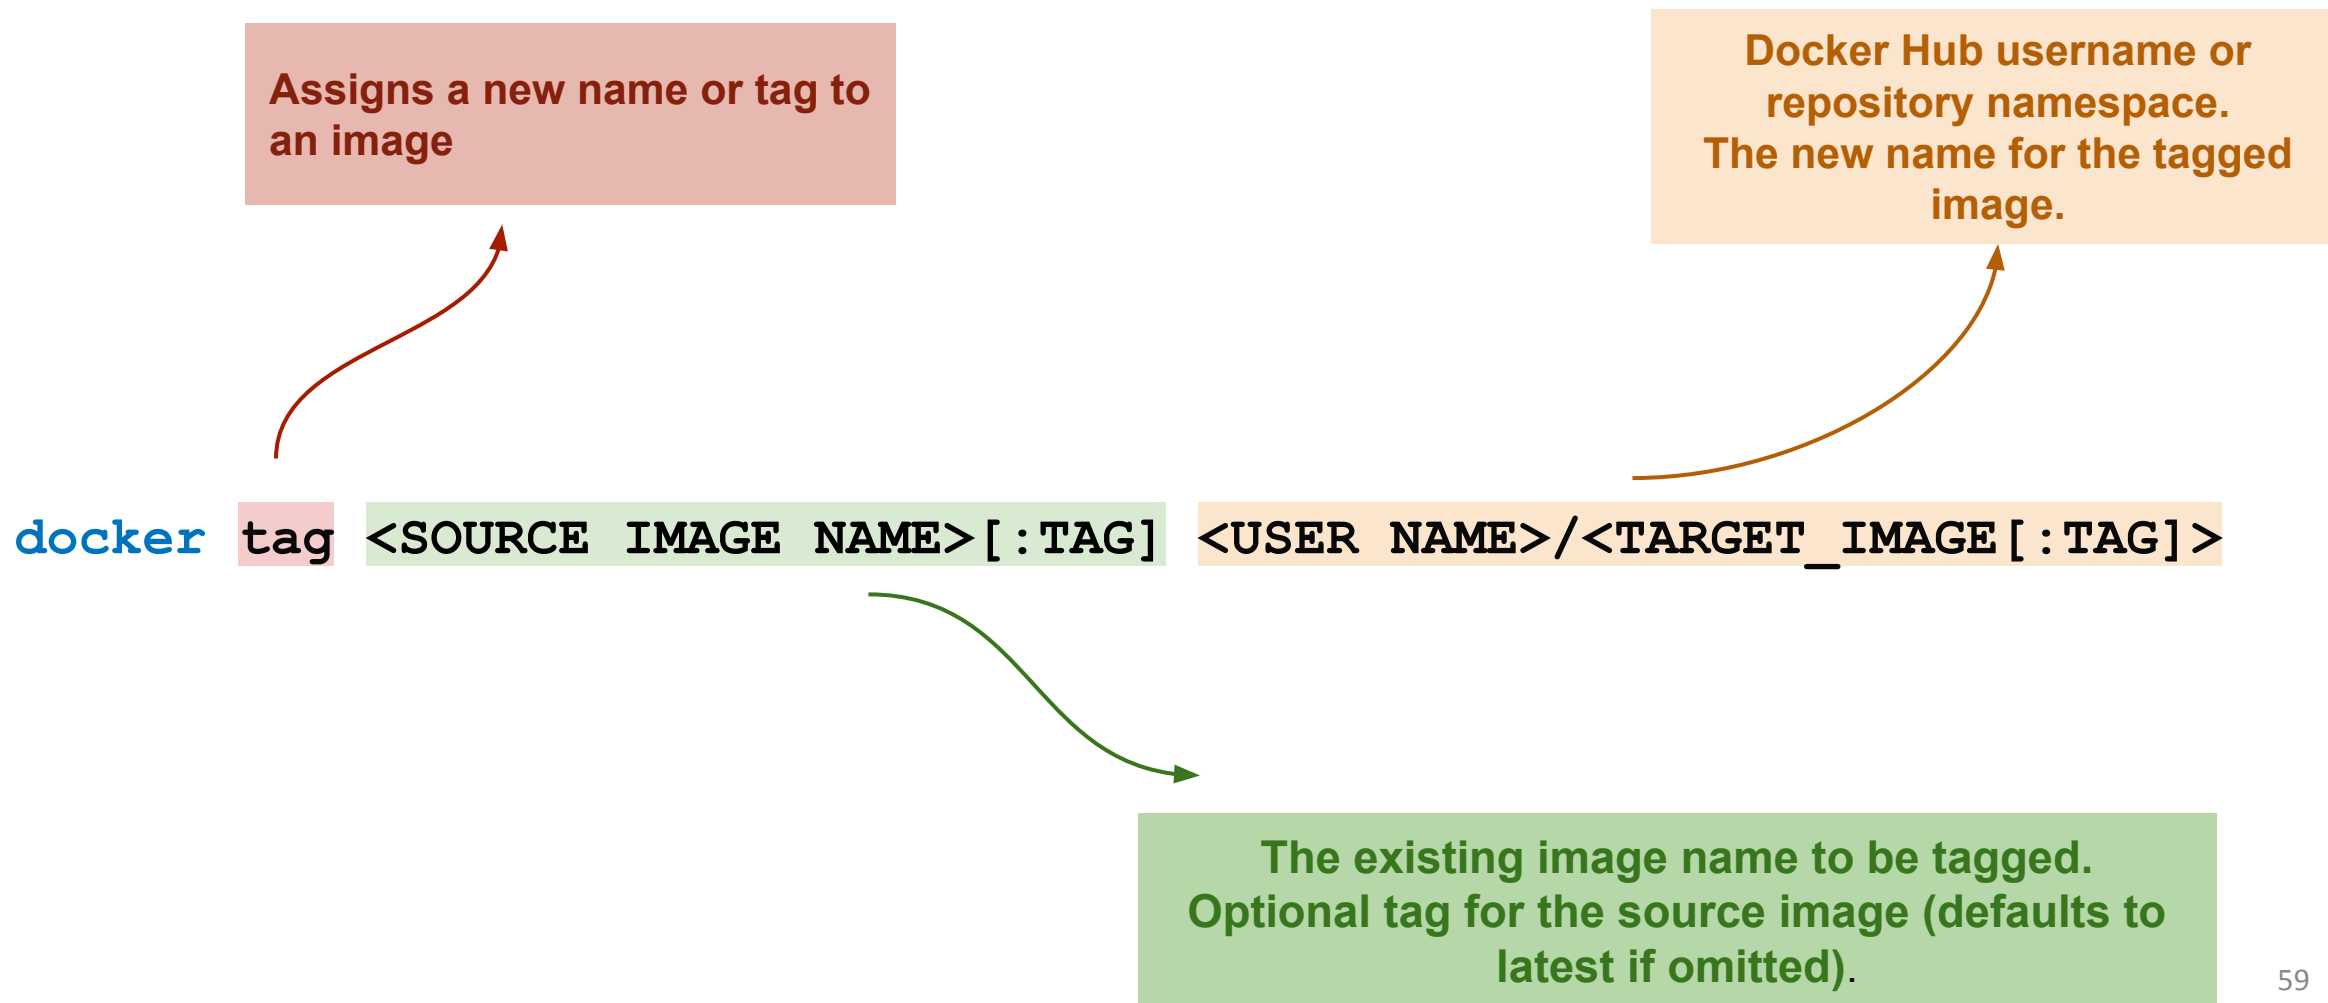 Assigns a new name or tag to
an image
Docker Hub username or
repository namespace.
The new name for the tagged
image.
docker tag <SOURCE IMAGE NAME>[:TAG] <USER NAME>/<TARGET_IMAGE[:TAG]>
The existing image name to be tagged.
Optional tag for the source image (defaults to
latest if omitted).
59